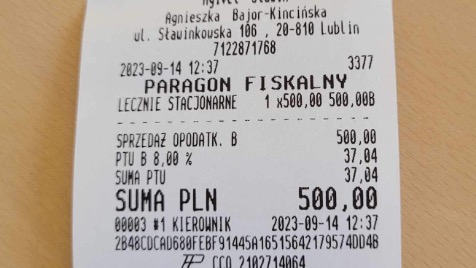 Agnieszka Bajor-Kincińska
ul. Sławinkowska 106 , 20-810 Lublin
7122871768
2023-09-14 12:37 3377
PARAGON FISKALNY
LECZNIE STACJONARNE 1 x500,00 500,00B
SPRZEDAŻ OPODATK. B 500,00
PTU B 8,00 % 37,04
SUMA PTU 37,04
SUMA PLN 500,00
00003 #1 KIEROWNIK 2023-09-14 12:37
2B48CDCAD680FEBF91445A16515642179574DD4B
CCO 2102714064